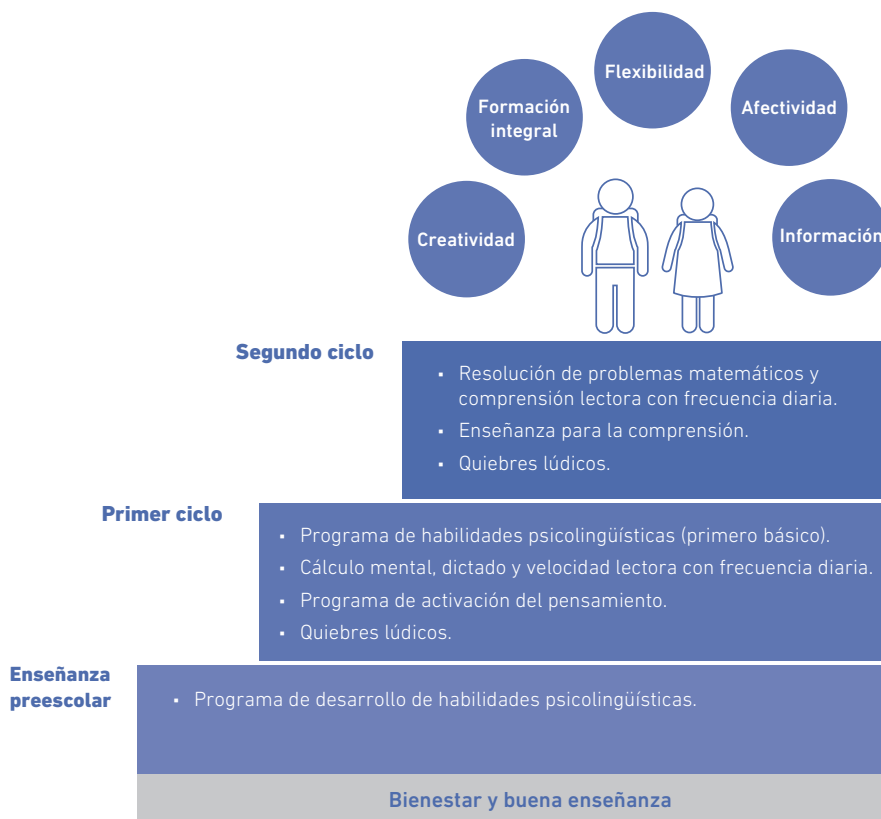 Flexibilidad
Formación
integral
Afectividad
Creatividad
Información
Segundo ciclo
▪ Resolución de problemas matemáticos y
comprensión lectora con frecuencia diaria.
▪ Enseñanza para la comprensión.
▪ Quiebres lúdicos.
Primer ciclo
▪ Programa de habilidades psicolingüísticas (primero básico).
▪ Cálculo mental, dictado y velocidad lectora con frecuencia diaria.
▪ Programa de activación del pensamiento.
▪ Quiebres lúdicos.
Enseñanza
preescolar
▪ Programa de desarrollo de habilidades psicolingüísticas.
Bienestar y buena enseñanza